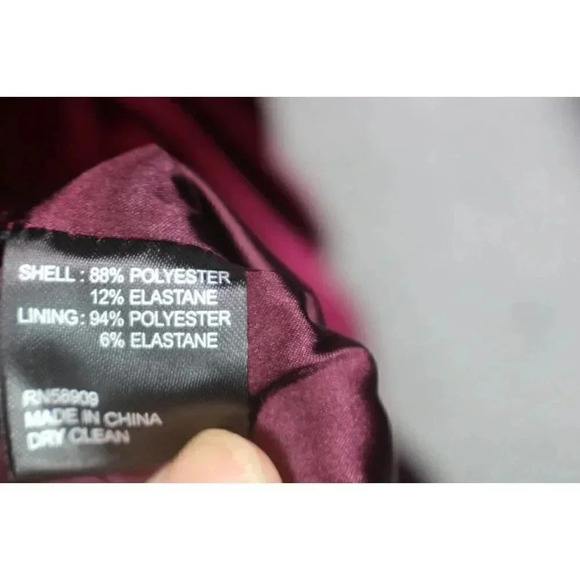 SHELL : 88% POLYESTER
12% ELASTANE
LINING: 94% POLYESTER
6% ELASTANE
RN58909
MADE IN CHINA
DRY CLEAN